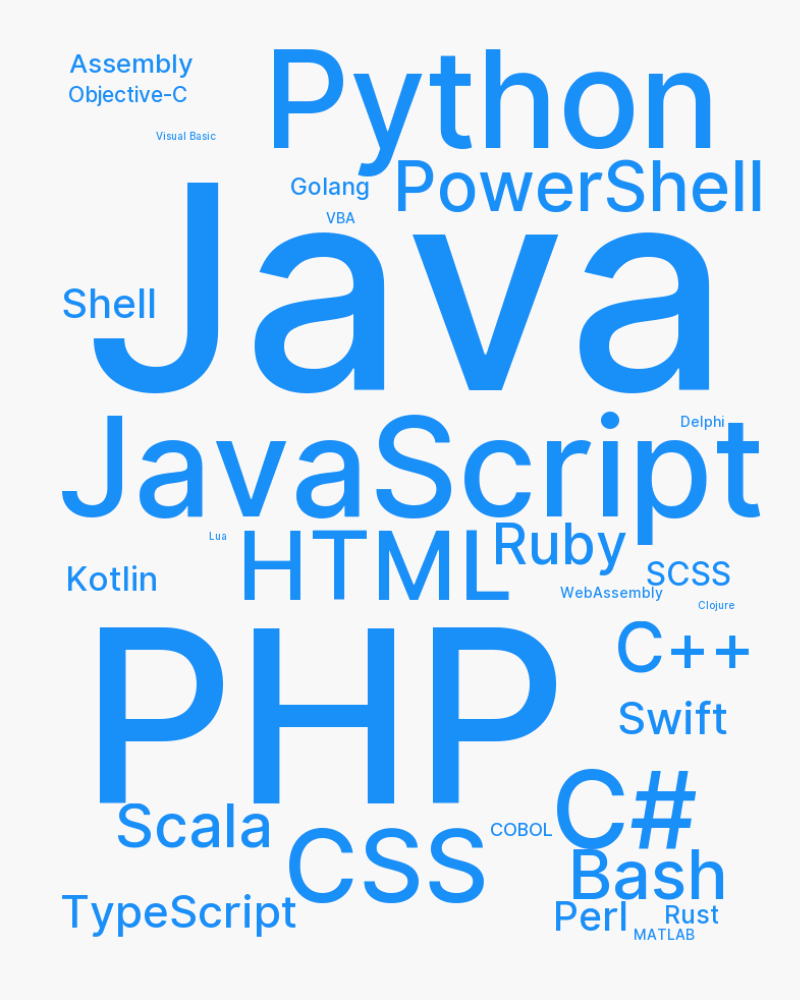 Assembly
Python
Objective-C
Visual Basic
PowerShell
Golang
VBA
Java
Shell
JavaScript
Delphi
Lua
HTML
Ruby
SCSS
Kotlin
WebAssembly
Clojure
PHP
C++
Swift
C#
Scala
COBOL
CSS
Bash
TypeScript
Perl
Rust
MATLAB